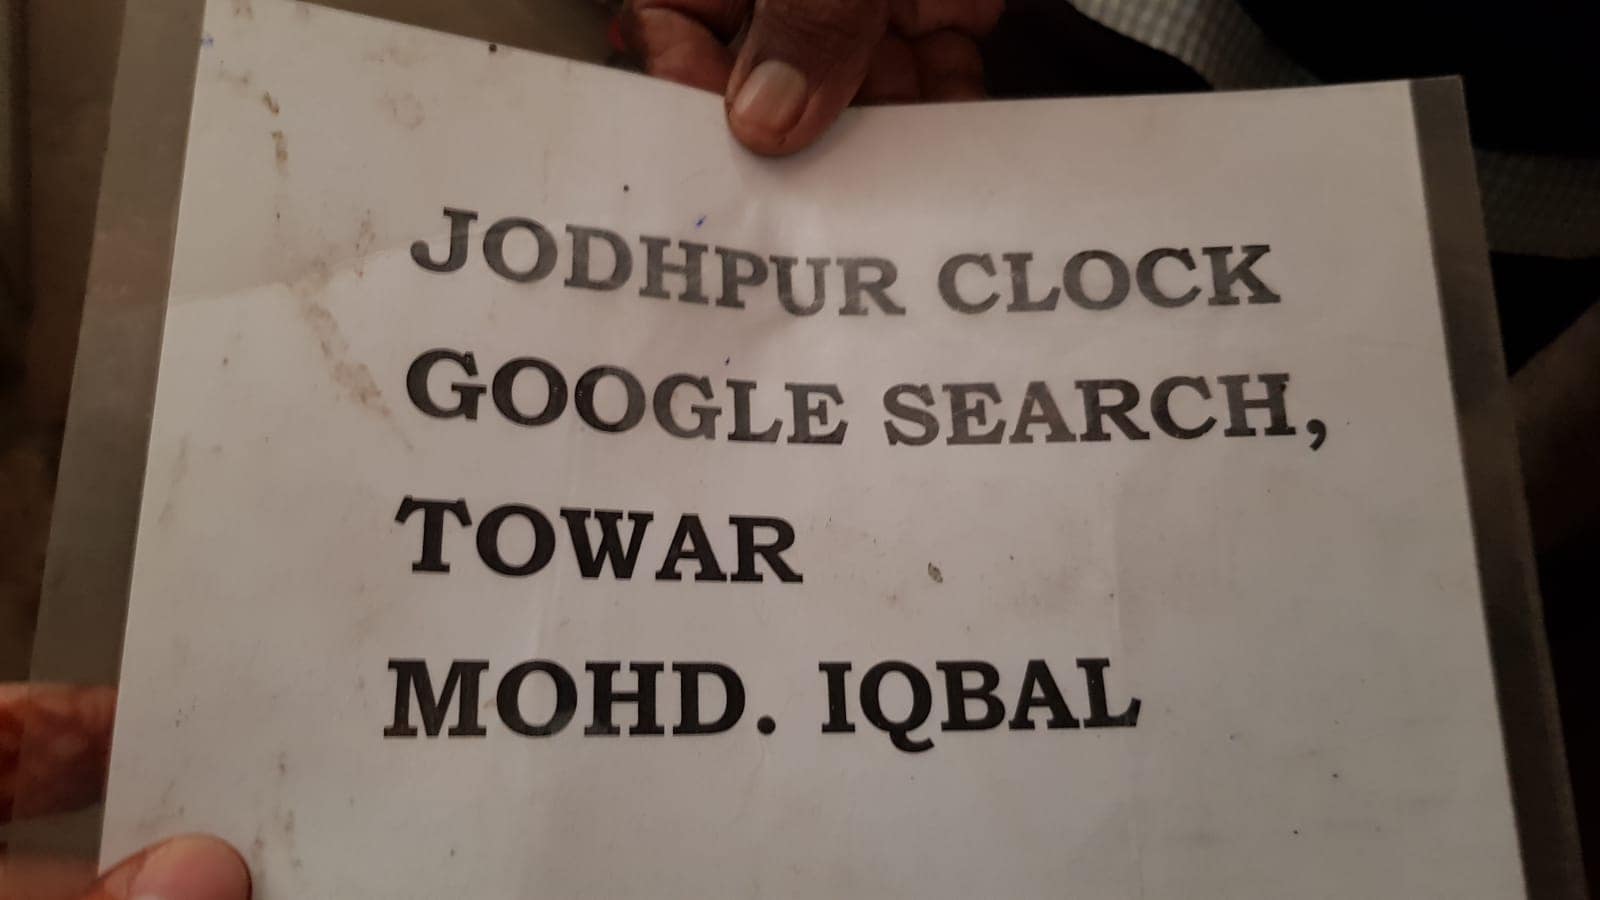 JODHPUR CLOCK
GOOGLE SEARCH,
TOWAR
MOHD. IQBAL